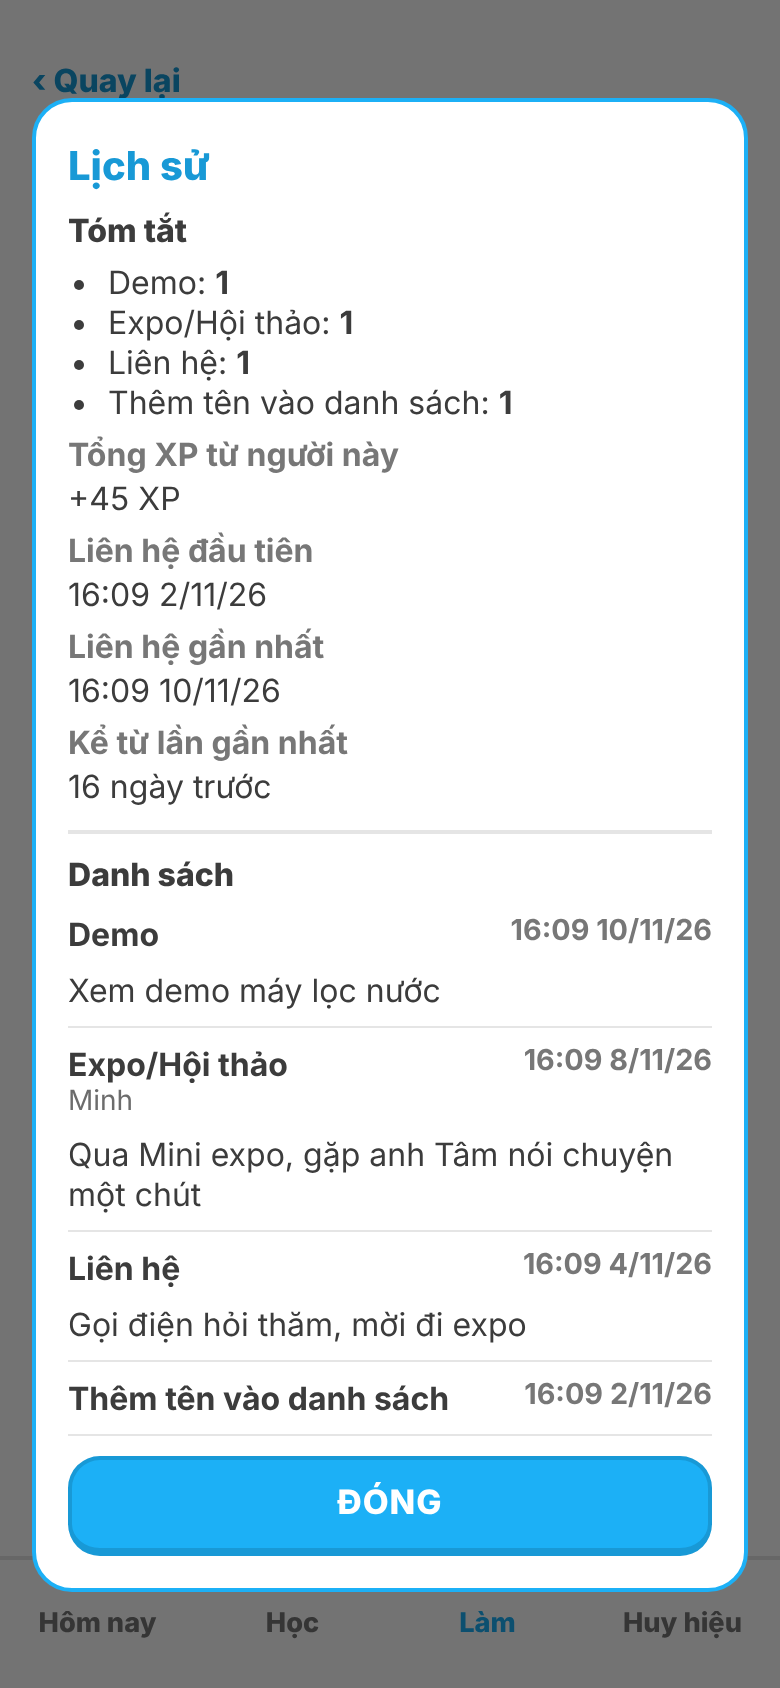 ‹ Quay lại
Lịch sử
Tóm tắt
• Demo: 1
• Expo/Hội thảo: 1
• Liên hệ: 1
• Thêm tên vào danh sách: 1
Tổng XP từ người này
+45 XP
Liên hệ đầu tiên
16:09 2/11/26
Liên hệ gần nhất
16:09 10/11/26
Kể từ lần gần nhất
16 ngày trước
Danh sách
Demo 16:09 10/11/26
Xem demo máy lọc nước
Expo/Hội thảo 16:09 8/11/26
Minh
Qua Mini expo, gặp anh Tâm nói chuyện
một chút
Liên hệ 16:09 4/11/26
Gọi điện hỏi thăm, mời đi expo
Thêm tên vào danh sách 16:09 2/11/26
ĐÓNG
Hôm nay Học Làm Huy hiệu